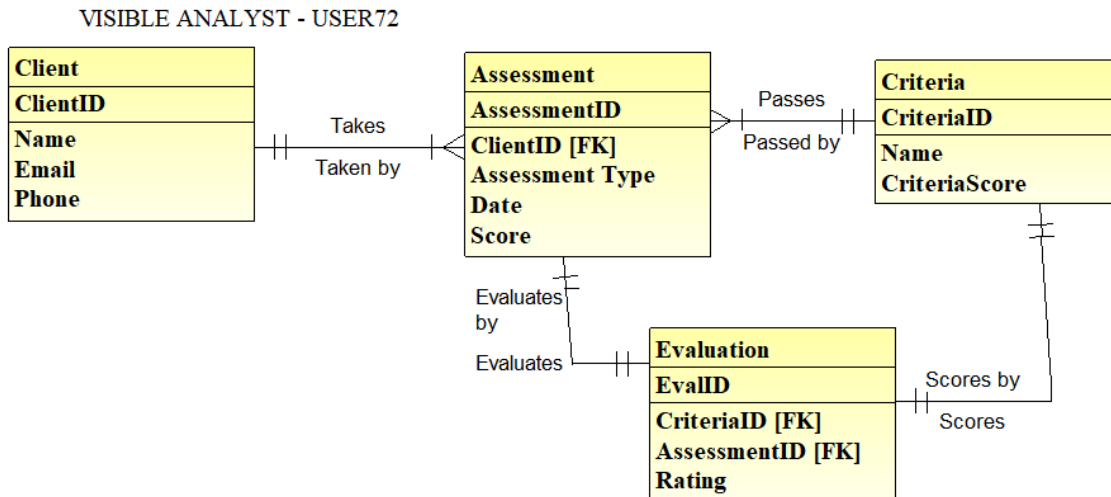 VISIBLE ANALYST - USER72
Client
ClientID
Name
Email
Phone
Takes
Taken by
Assessment
AssessmentID
ClientID [FK]
Assessment Type
Date
Score
Passes
Passed by
Criteria
CriteriaID
Name
CriteriaScore
Evaluates
by
Evaluates
Evaluation
EvalID
CriteriaID [FK]
AssessmentID [FK]
Rating
Scores by
Scores